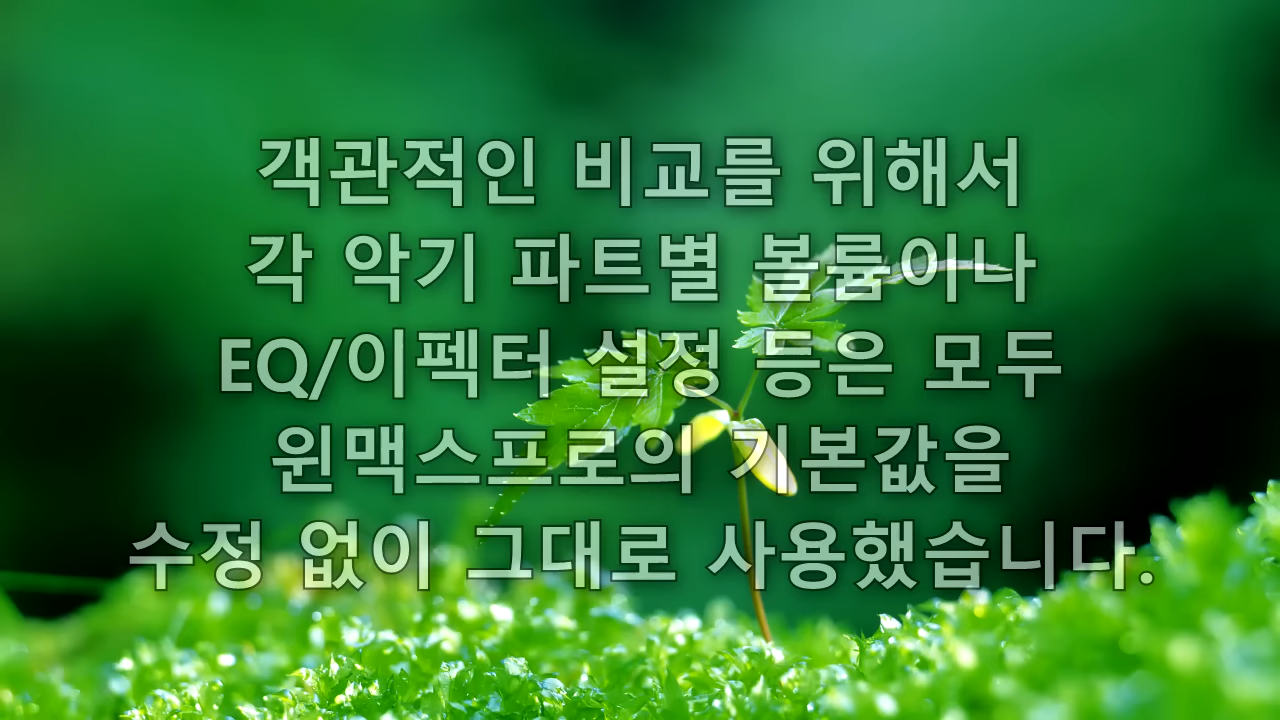 객관적인 비교를 위해서
각 악기 파트별 볼륨이나
EQ/이펙터 설정 등은 모두
윈맥스프로의 기본값을
수정 없이 그대로 사용했습니다.